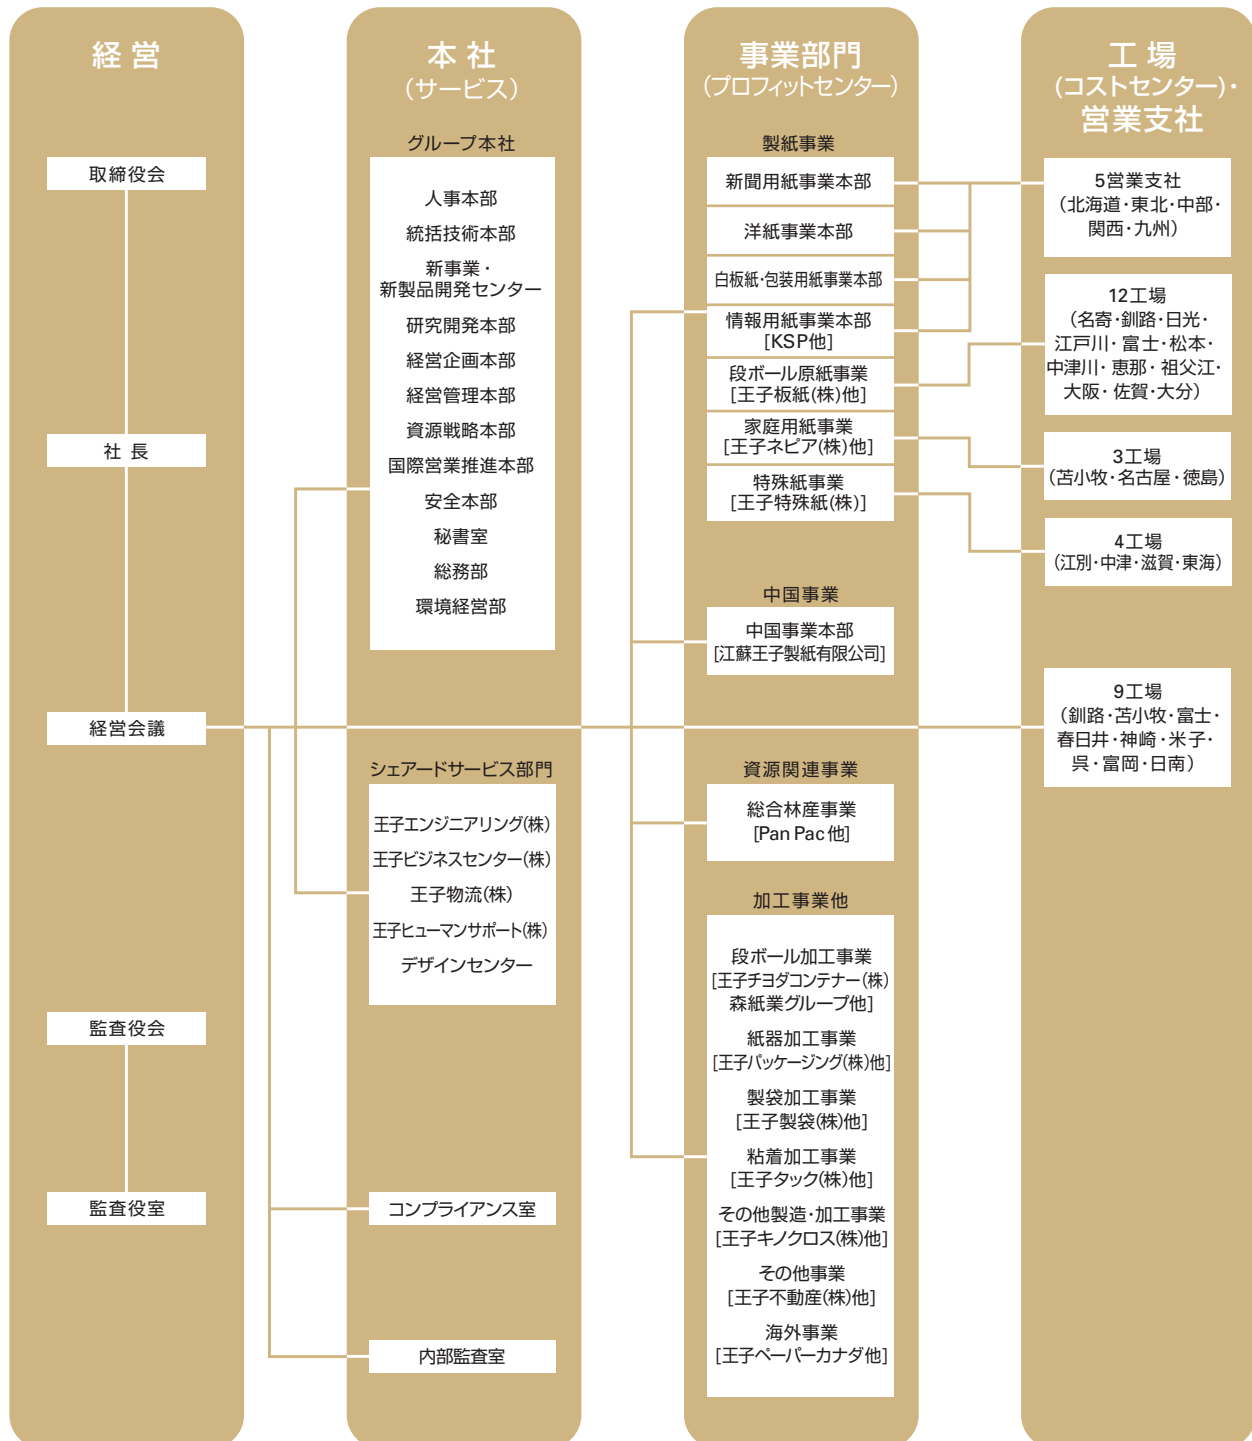 経営
取締役会
社長
経営会議
監査役会
監査役室
本社
（サービス）
グループ本社
人事本部
統括技術本部
新事業・
新製品開発センター
研究開発本部
経営企画本部
経営管理本部
資源戦略本部
国際営業推進本部
安全本部
秘書室
総務部
環境経営部
シェアードサービス部門
王子エンジニアリング(株)
王子ビジネスセンター(株)
王子物流(株)
王子ヒューマンサポート(株)
デザインセンター
コンプライアンス室
内部監査室
事業部門
（プロフィットセンター）
製紙事業
新聞用紙事業本部
洋紙事業本部
白板紙・包装用紙事業本部
情報用紙事業本部
[KSP他]
段ボール原紙事業
[王子板紙(株)他]
家庭用紙事業
[王子ネピア(株)他]
特殊紙事業
[王子特殊紙(株)]
中国事業
中国事業本部
[江蘇王子製紙有限公司]
資源関連事業
総合林産事業
[Pan Pac 他]
加工事業他
段ボール加工事業
[王子チヨダコンテナー(株)
森紙業グループ他]
紙器加工事業
[王子パッケージング(株)他]
製袋加工事業
[王子製袋(株)他]
粘着加工事業
[王子タック(株)他]
その他製造・加工事業
[王子キノクロス(株)他]
その他事業
[王子不動産(株)他]
海外事業
[王子ペーパーカナダ他]
工場
(コストセンター)・
営業支社
5営業支社
（北海道・東北・中部・
関西・九州）
12工場
（名寄・釧路・日光・
江戸川・富士・松本・
中津川・恵那・祖父江・
大阪・佐賀・大分）
3工場
（苫小牧・名古屋・徳島）
4工場
（江別・中津・滋賀・東海）
9工場
（釧路・苫小牧・富士・
春日井・神崎・米子・
呉・富岡・日南）